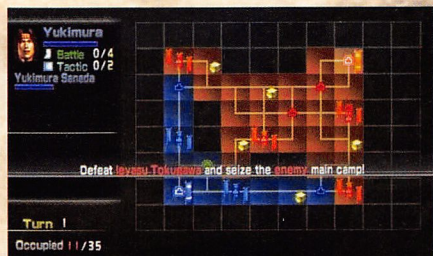 Yukimura
Battle 0/4
Tactic 0/2
Yukimura Saneda
Defeat Ieyasu Tokugawa and seize the enemy main camp!
Turn 1
Occupied 11/35